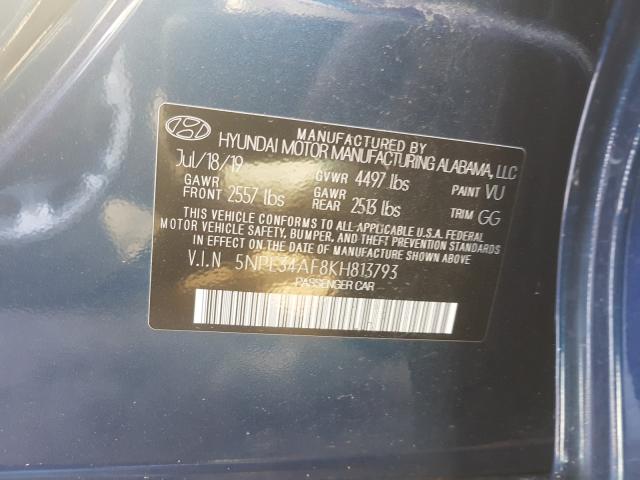 MANUFACTURED BY
HYUNDAI MOTOR MANUFACTURING ALABAMA, LLC
Jul/18/19 GVWR 4497 lbs PAINT VU
GAWR FRONT 2557 lbs GAWR REAR 2513 lbs TRIM GG
THIS VEHICLE CONFORMS TO ALL APPLICABLE U.S.A. FEDERAL
MOTOR VEHICLE SAFETY, BUMPER, AND THEFT PREVENTION STANDARDS
IN EFFECT ON THE DATE OF MANUFACTURE SHOWN ABOVE.
V.I.N 5NPE34AF8KH813793
PASSENGER CAR